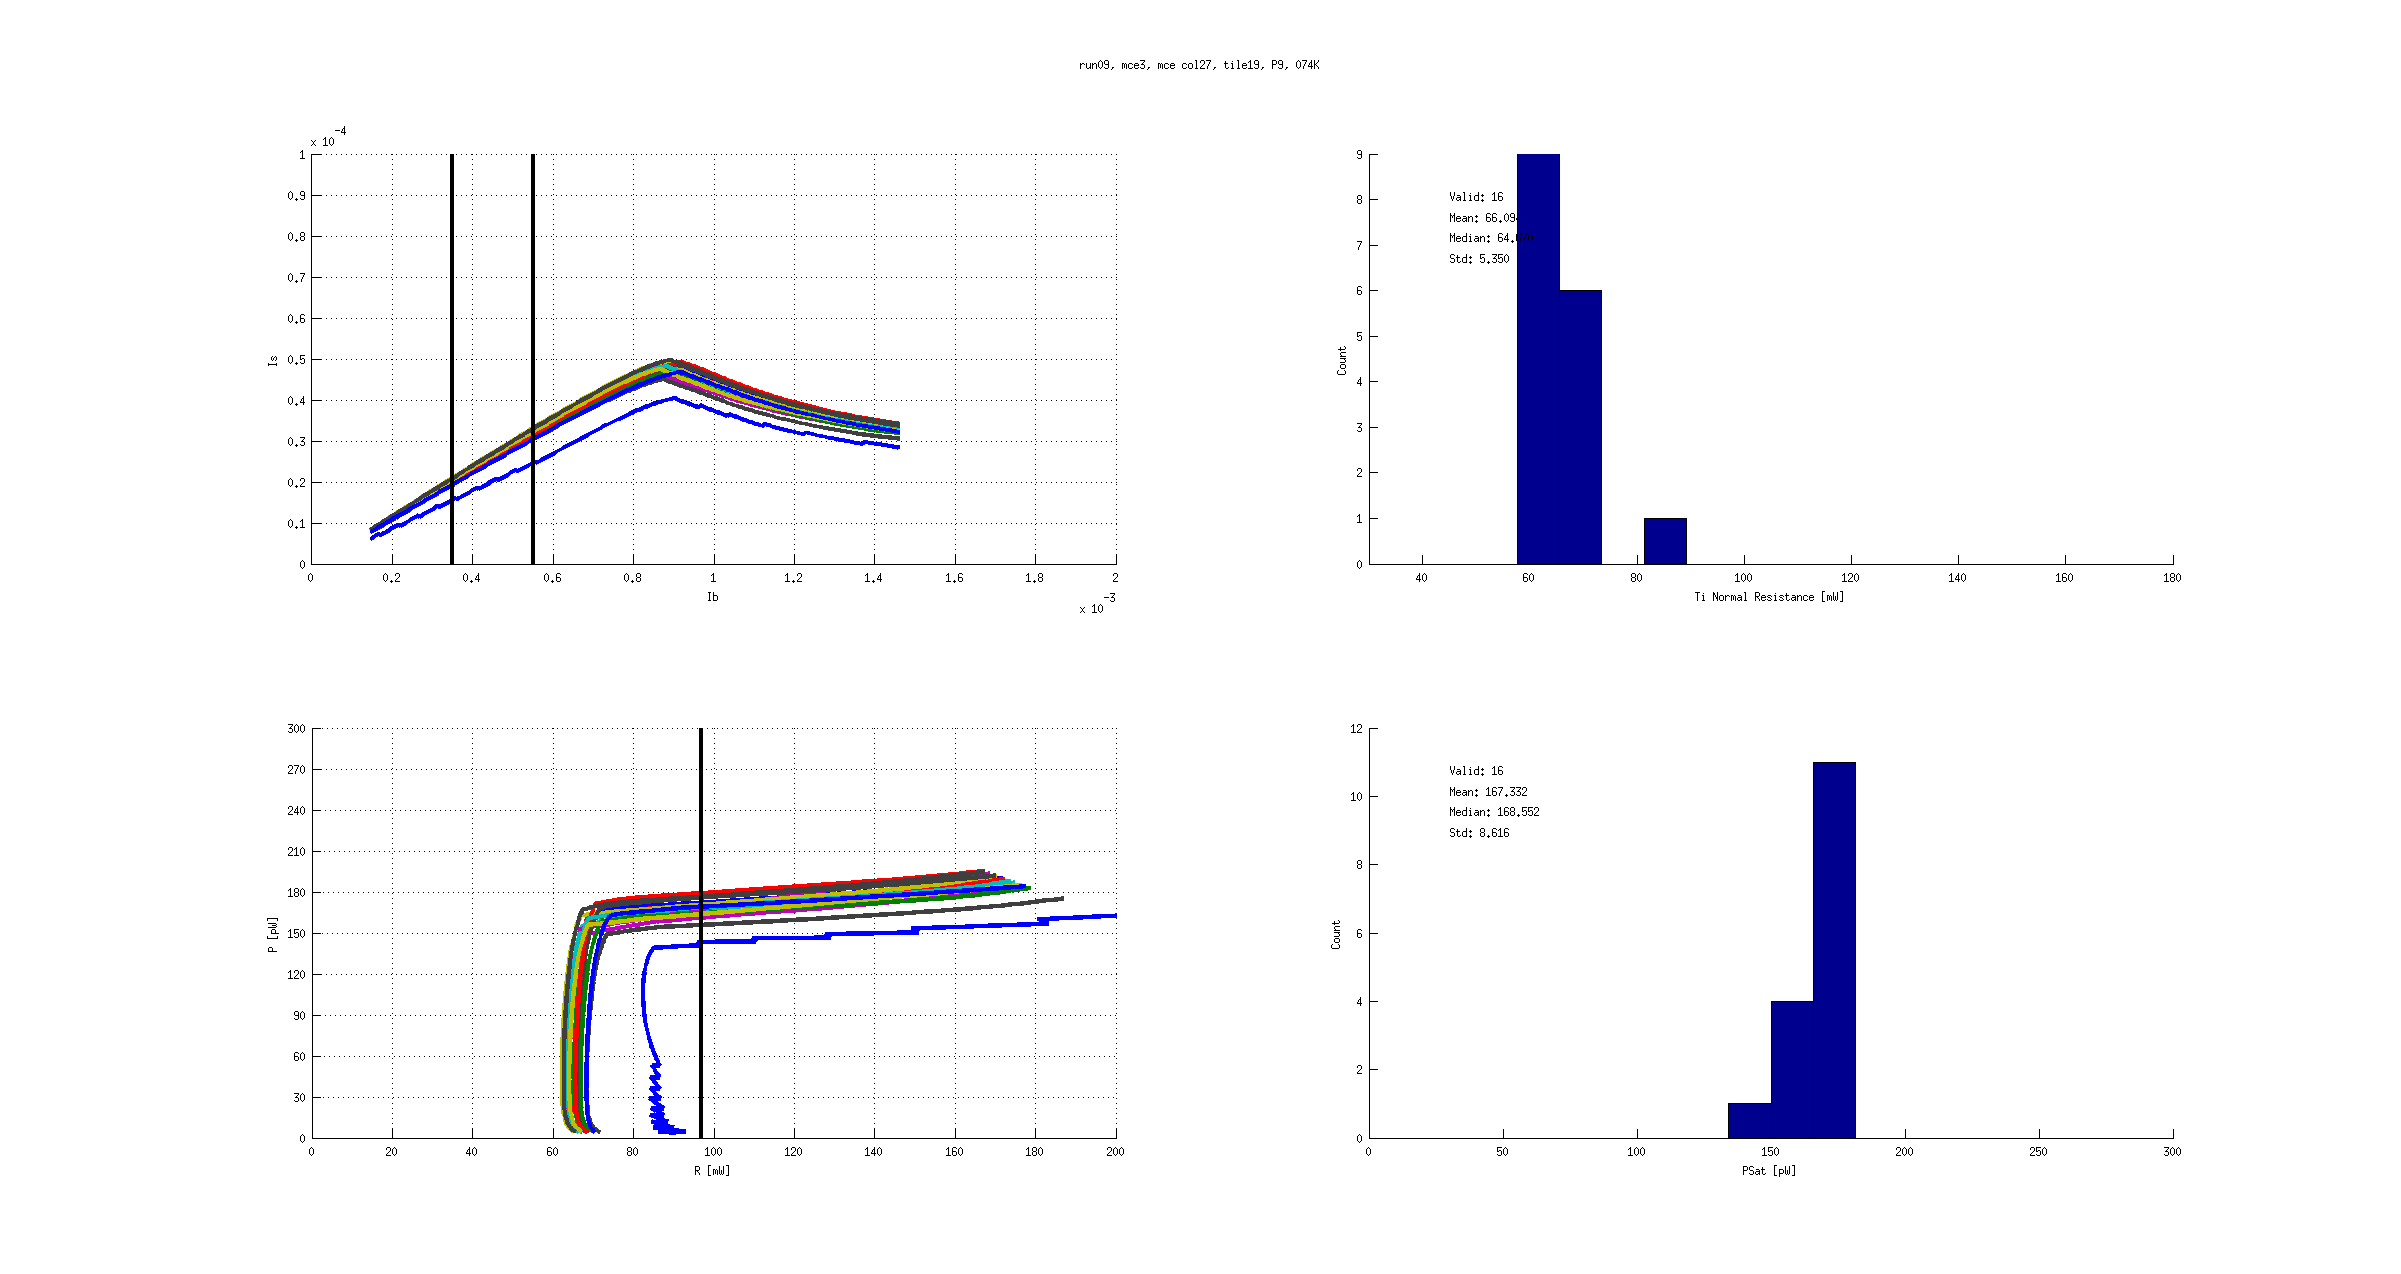 run09, mce3, mce col27, tile19, P9, 074K
x 10^-4
1
0.9
0.8
0.7
0.6
0.5
0.4
0.3
0.2
0.1
0
Is
0 0.2 0.4 0.6 0.8 1 1.2 1.4 1.6 1.8 2
Ib
x 10^-3
9
8
7
6
5
4
3
2
1
0
Count
Valid: 16
Mean:
Median:
Std: 5.350
40 60 80 100 120 140 160 180
Ti Normal Resistance [mW]
300
270
240
210
180
150
120
90
60
30
0
P [pW]
0 20 40 60 80 100 120 140 160 180 200
R [mW]
12
10
8
6
4
2
0
Count
Valid: 16
Mean: 167.332
Median: 168.552
Std: 8.616
0 50 100 150 200 250 300
PSat [pW]